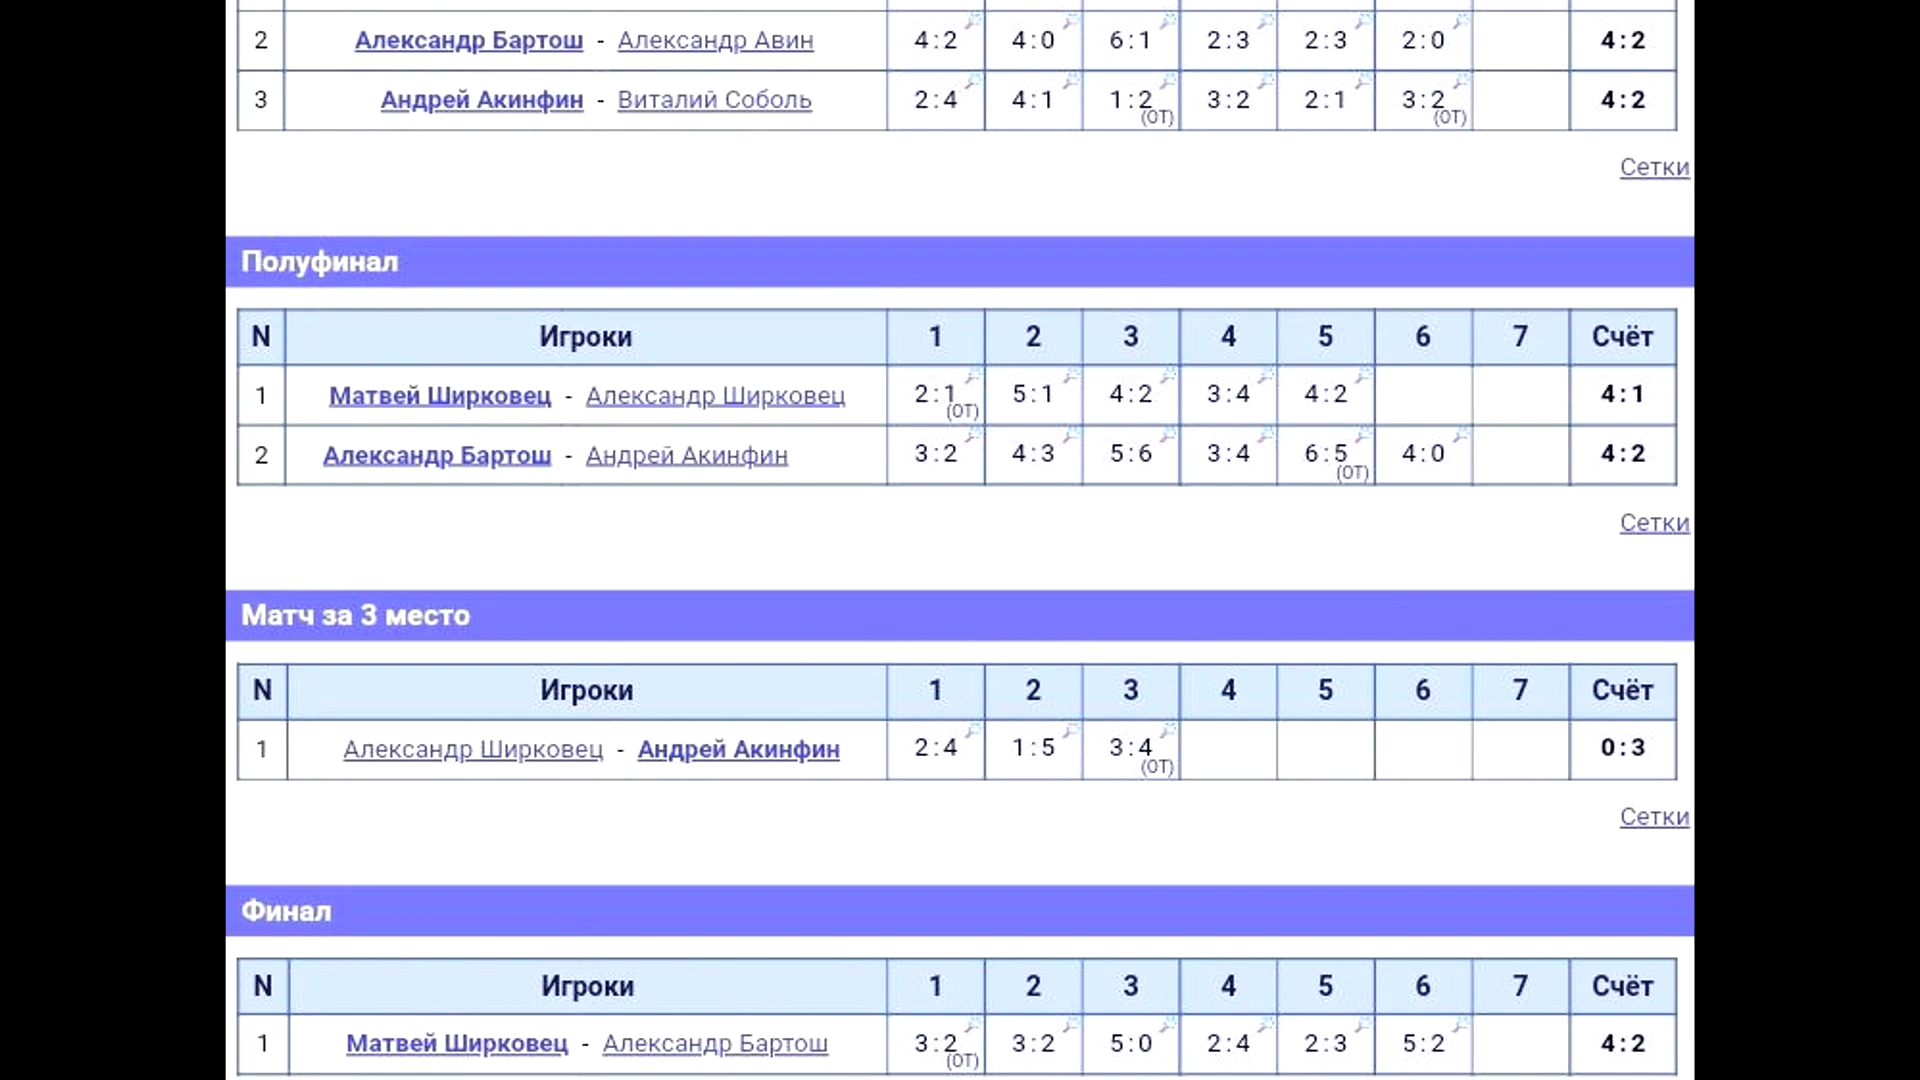 2 Александр Бартош - Александр Авин 4:2 4:0 6:1 2:3 2:3 2:0 4:2
3 Андрей Акинфин - Виталий Соболь 2:4 4:1 1:2 (ОТ) 3:2 2:1 3:2 (ОТ) 4:2
Сетки
Полуфинал
N Игроки 1 2 3 4 5 6 7 Счёт
1 Матвей Ширковец - Александр Ширковец 2:1 (ОТ) 5:1 4:2 3:4 4:2 4:1
2 Александр Бартош - Андрей Акинфин 3:2 4:3 5:6 3:4 6:5 (ОТ) 4:0 4:2
Сетки
Матч за 3 место
N Игроки 1 2 3 4 5 6 7 Счёт
1 Александр Ширковец - Андрей Акинфин 2:4 1:5 3:4 (ОТ) 0:3
Сетки
Финал
N Игроки 1 2 3 4 5 6 7 Счёт
1 Матвей Ширковец - Александр Бартош 3:2 (ОТ) 3:2 5:0 2:4 2:3 5:2 4:2